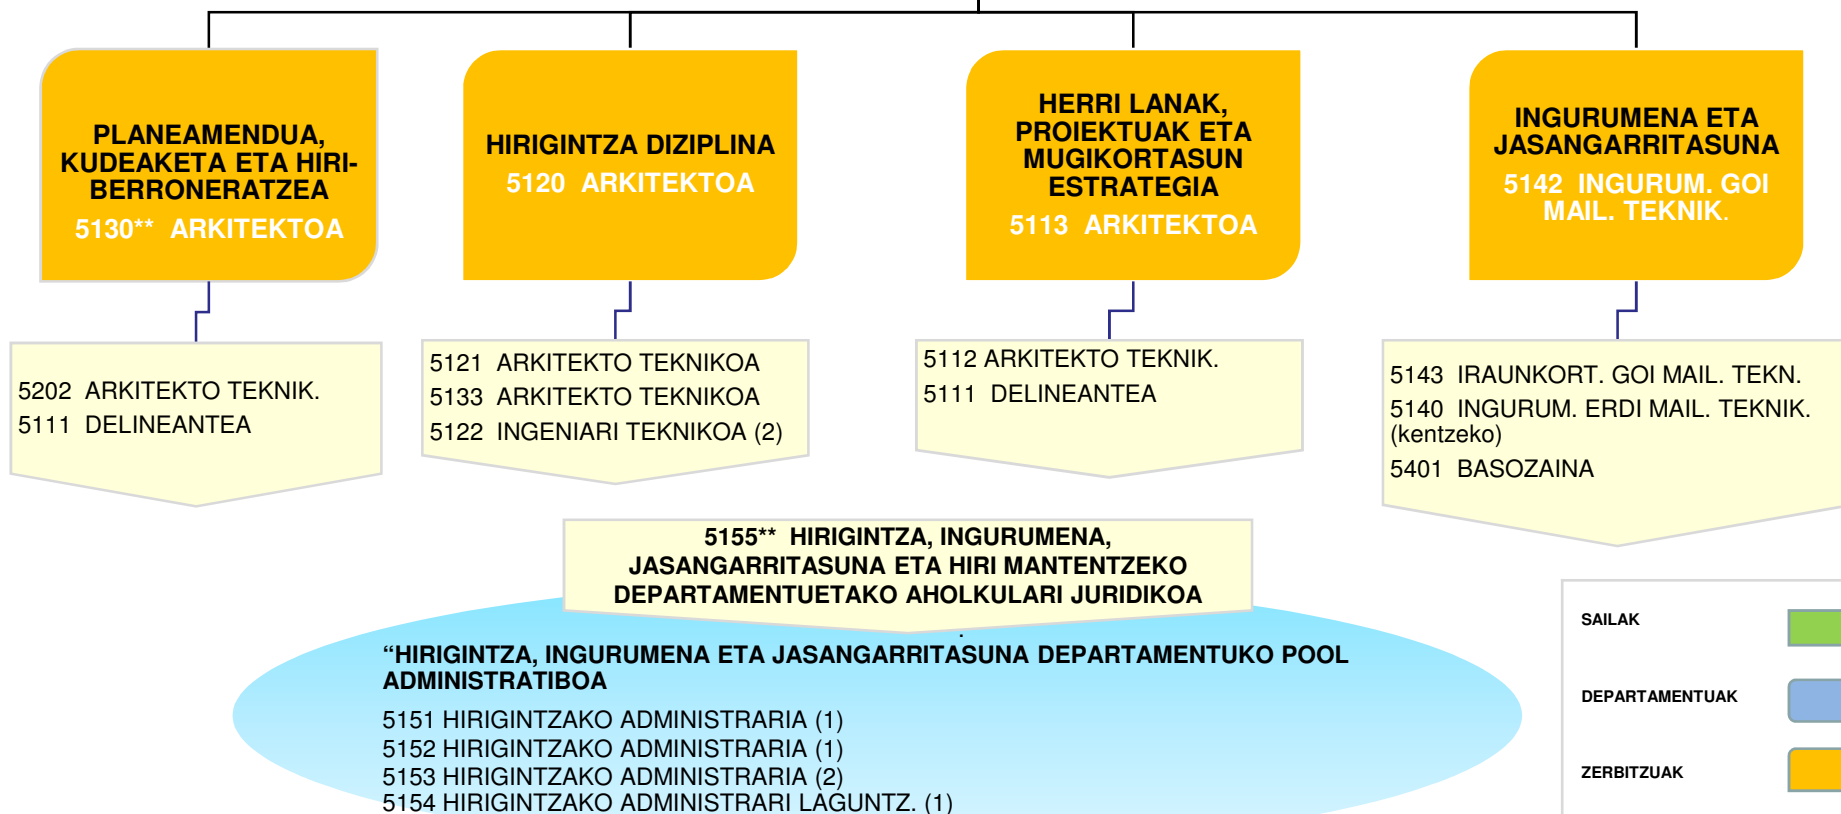 PLANEAMENDUA,
KUDEAKETA ETA HIRI-
BERRONERATZEA
5130** ARKITEKTOA
HIRIGINTZA DIZIPLINA
5120 ARKITEKTOA
HERRI LANAK,
PROIEKTUAK ETA
MUGIKORTASUN
ESTRATEGIA
5113 ARKITEKTOA
INGURUMENA ETA
JASANGARRITASUNA
5142 INGURUM. GOI
MAIL. TEKNIK.
5202 ARKITEKTO TEKNIK.
5111 DELINEANTEA
5121 ARKITEKTO TEKNIKOA
5133 ARKITEKTO TEKNIKOA
5122 INGENIARI TEKNIKOA (2)
5112 ARKITEKTO TEKNIK.
5111 DELINEANTEA
5143 IRAUNKORT. GOI MAIL. TEKN.
5140 INGURUM. ERDI MAIL. TEKNIK.
(kentzeko)
5401 BASOZAINA
5155** HIRIGINTZA, INGURUMENA,
JASANGARRITASUNA ETA HIRI MANTENTZEKO
DEPARTAMENTUETAKO AHOLKULARI JURIDIKOA
.
“HIRIGINTZA, INGURUMENA ETA JASANGARRITASUNA DEPARTAMENTUKO POOL
ADMINISTRATIBOA
5151 HIRIGINTZAKO ADMINISTRARIA (1)
5152 HIRIGINTZAKO ADMINISTRARIA (1)
5153 HIRIGINTZAKO ADMINISTRARIA (2)
5154 HIRIGINTZAKO ADMINISTRARI LAGUNTZ. (1)
SAILAK
DEPARTAMENTUAK
ZERBITZUAK